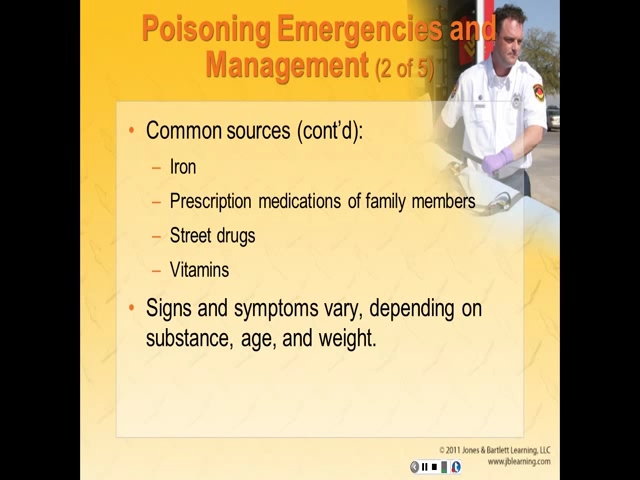 Poisoning Emergencies and
Management (2 of 5)
• Common sources (cont’d):
– Iron
– Prescription medications of family members
– Street drugs
– Vitamins
• Signs and symptoms vary, depending on
substance, age, and weight.
© 2011 Jones & Bartlett Learning, LLC
www.jblearning.com